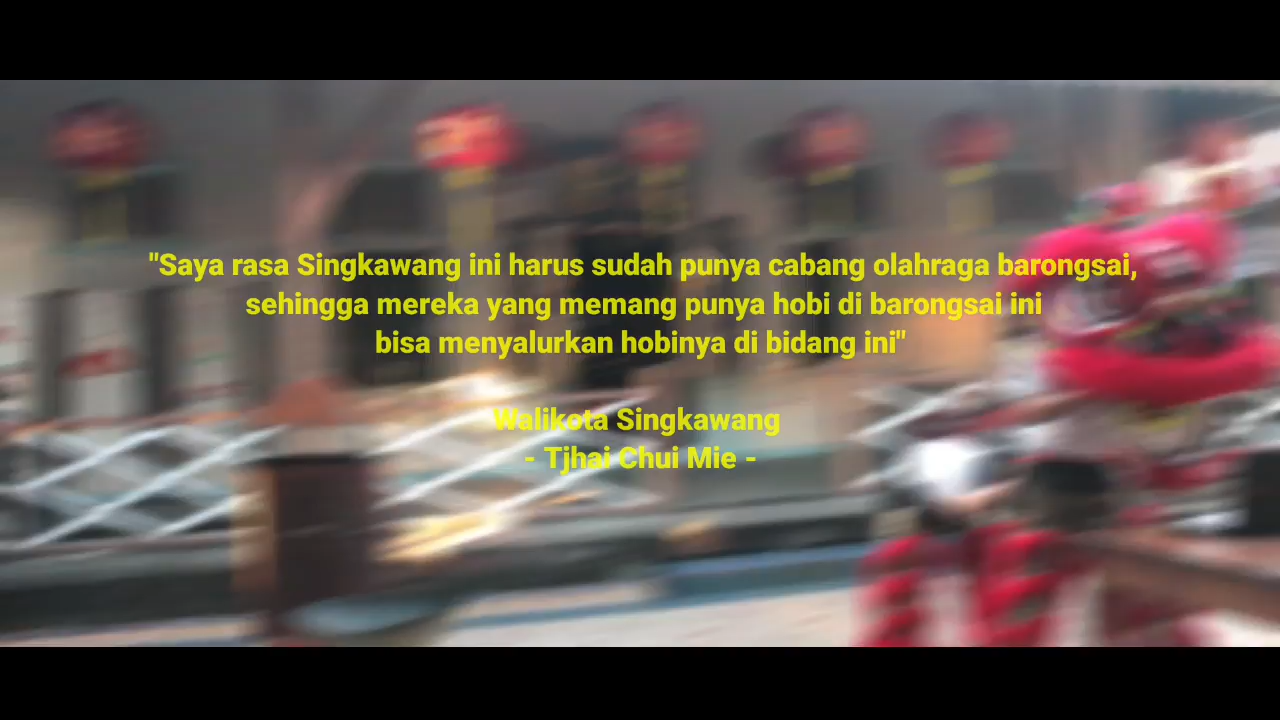 "Saya rasa Singkawang ini harus sudah punya cabang olahraga barongsai,
sehingga mereka yang memang punya hobi di barongsai ini
bisa menyalurkan hobinya di bidang ini"
Walikota Singkawang
- Tjhai Chui Mie -